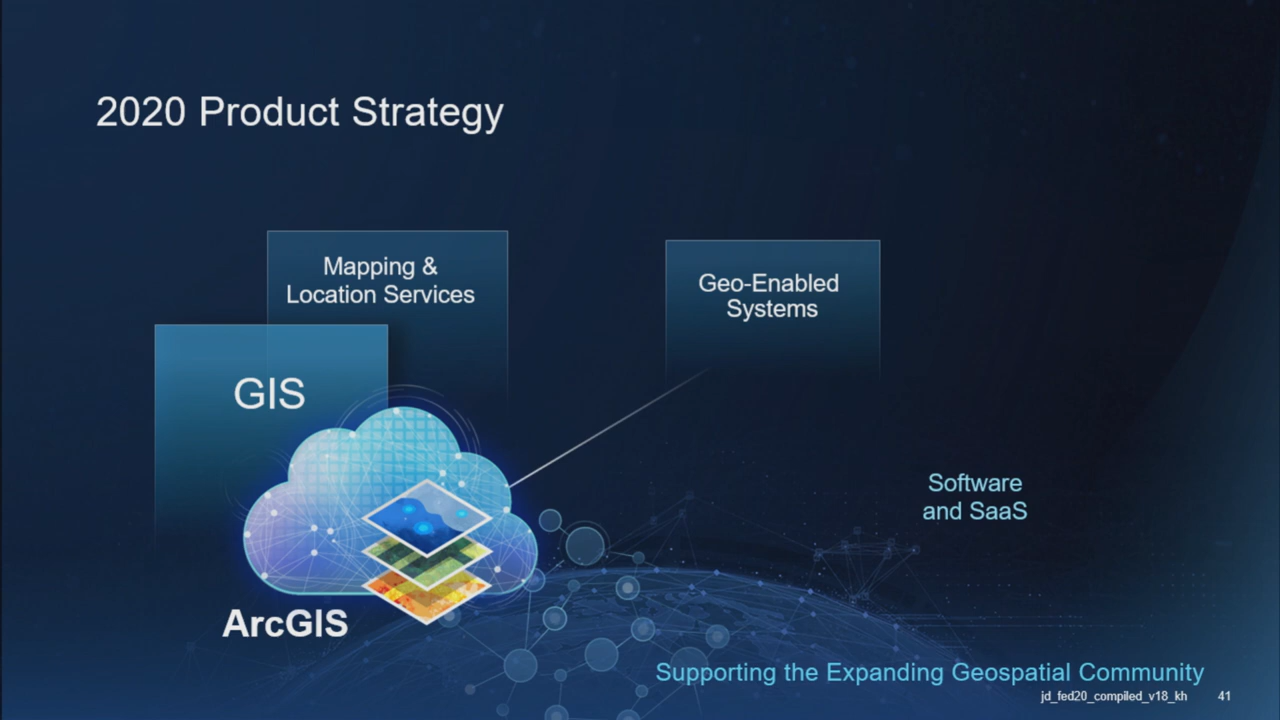 2020 Product Strategy
Mapping &
Location Services
Geo-Enabled
Systems
GIS
Software
and SaaS
ArcGIS
Supporting the Expanding Geospatial Community
jd_fed20_compiled_v18_kh 41